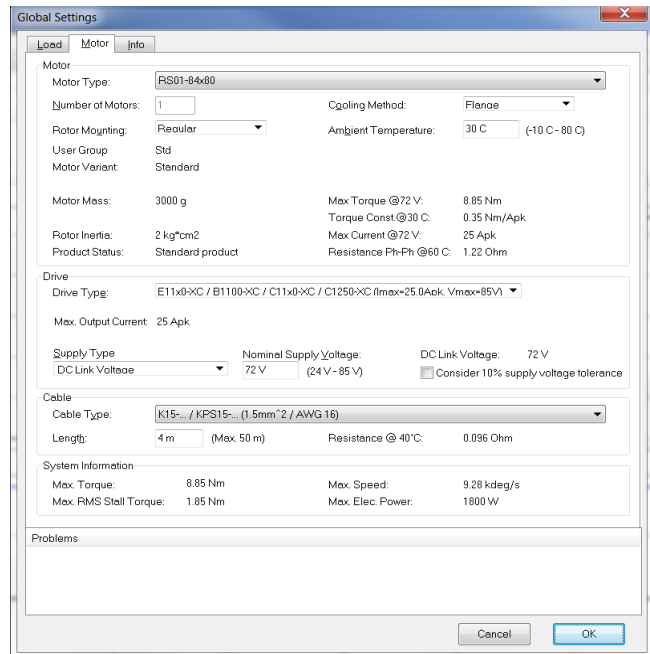 Global Settings
Load Motor Info
Motor
Motor Type: RS01-84x80
Number of Motors: 1 Cooling Method: Flange
Rotor Mounting: Regular Ambient Temperature: 30 C (-10 C - 80 C)
User Group Std
Motor Variant: Standard
Motor Mass: 3000 g Max Torque @72 V: 8.85 Nm
Torque Const.@30 C: 0.35 Nm/Apk
Rotor Inertia: 2 kg*cm2 Max Current @72 V: 25 Apk
Product Status: Standard product Resistance Ph-Ph @60 C: 1.22 Ohm
Drive
Drive Type: E11x0-XC / B1100-XC / C11x0-XC / C1250-XC (Imax=25.0Apk, Vmax=85V)
Max. Output Current: 25 Apk
Supply Type Nominal Supply Voltage: DC Link Voltage: 72 V
DC Link Voltage 72 V (24 V - 85 V) Consider 10% supply voltage tolerance
Cable
Cable Type: K15-... / KPS15-... (1.5mm^2 / AWG 16)
Length: 4 m (Max. 50 m) Resistance @ 40°C: 0.096 Ohm
System Information
Max. Torque: 8.85 Nm Max. Speed: 9.28 kdeg/s
Max. RMS Stall Torque: 1.85 Nm Max. Elec. Power: 1800 W
Problems
Cancel OK